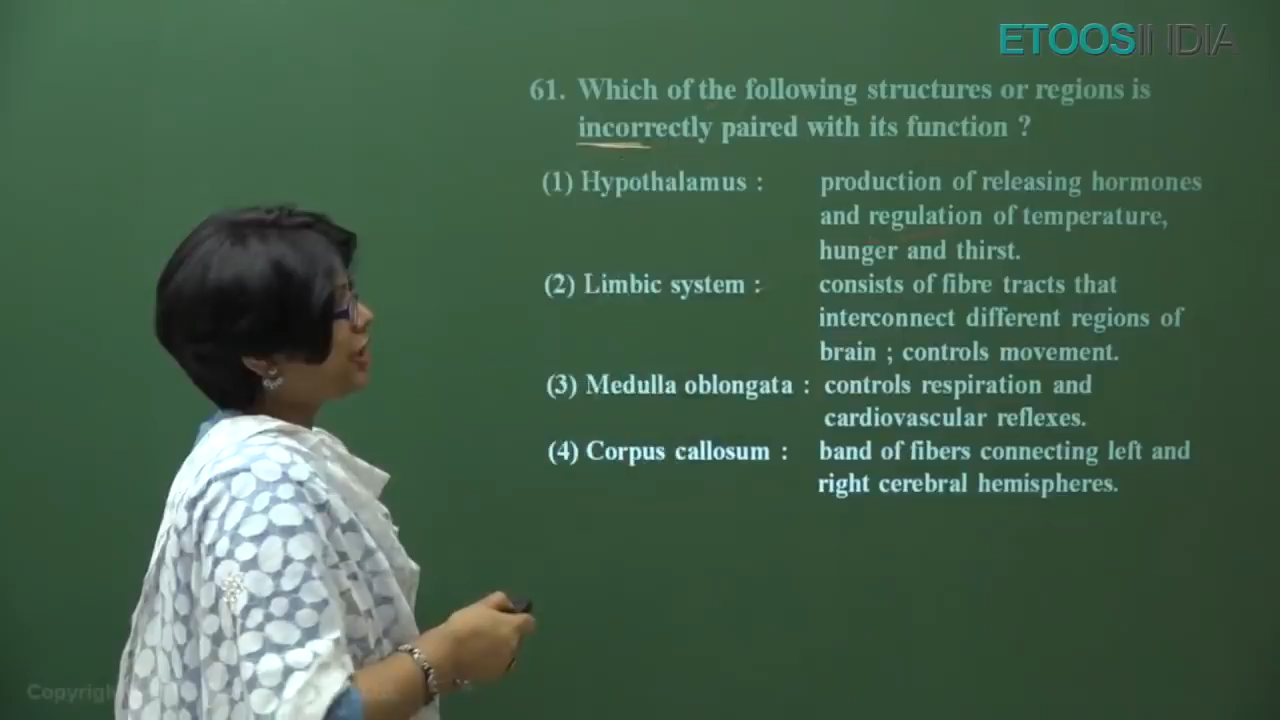 ETOOSINDIA
61. Which of the following structures or regions is
incorrectly paired with its function ?
(1) Hypothalamus : production of releasing hormones
and regulation of temperature,
hunger and thirst.
(2) Limbic system : consists of fibre tracts that
interconnect different regions of
brain ; controls movement.
(3) Medulla oblongata : controls respiration and
cardiovascular reflexes.
(4) Corpus callosum : band of fibers connecting left and
right cerebral hemispheres.